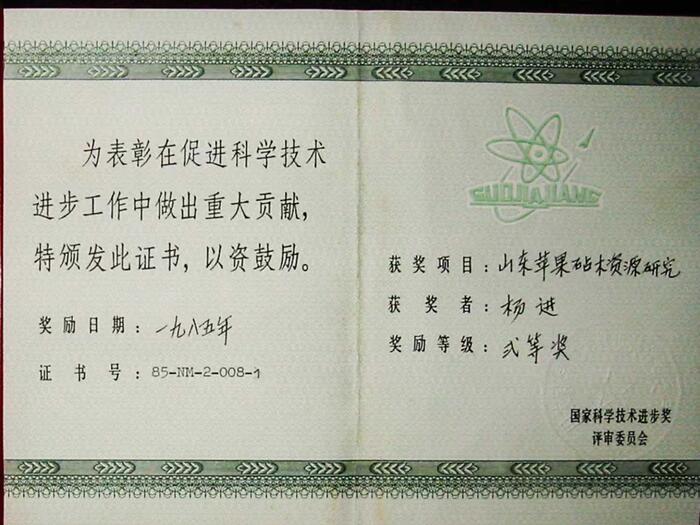 为表彰在促进科学技术
进步工作中做出重大贡献，
特颁发此证书，以资鼓励。
奖励日期：一九八五年
证书号：85-NM-2-008-1
GUOJIAJIANG
获奖项目：山东苹果砧木资源研究
获奖者：杨进
奖励等级：弍等奖
国家科学技术进步奖
评审委员会